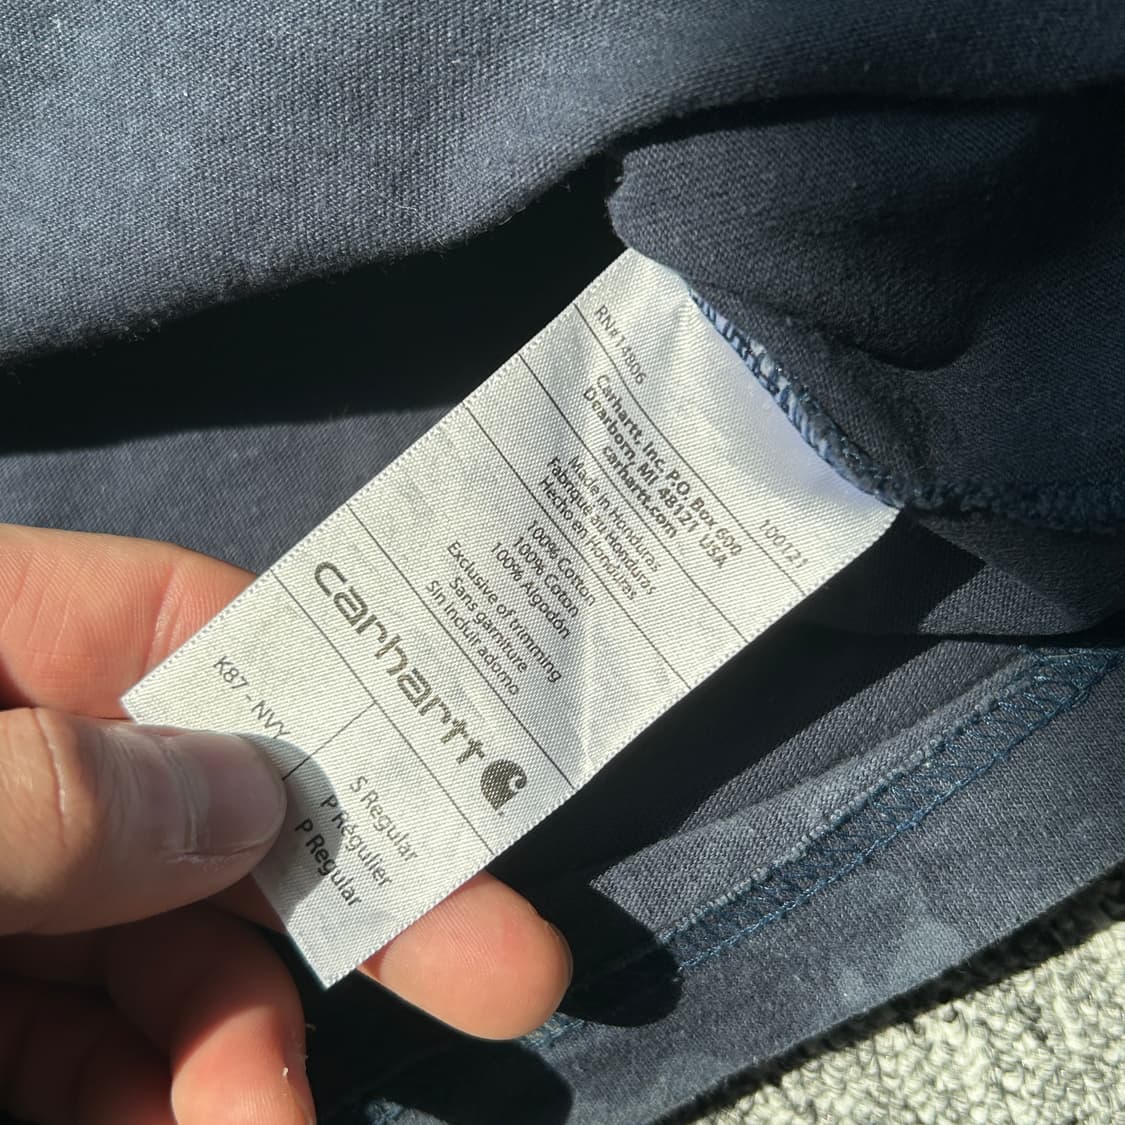 RN#14806
100121
Carhartt, Inc. P.O. Box 600
Dearborn, MI 48121 USA
carhartt.com
Made in Honduras
Fabriqué au Honduras
Hecho en Honduras
100% Cotton
100% Coton
100% Algodón
Exclusive of trimming
Sans garniture
Sin incluir adorno
carhartt
K87 - NVY
S Regular
P Régulier
P Regular